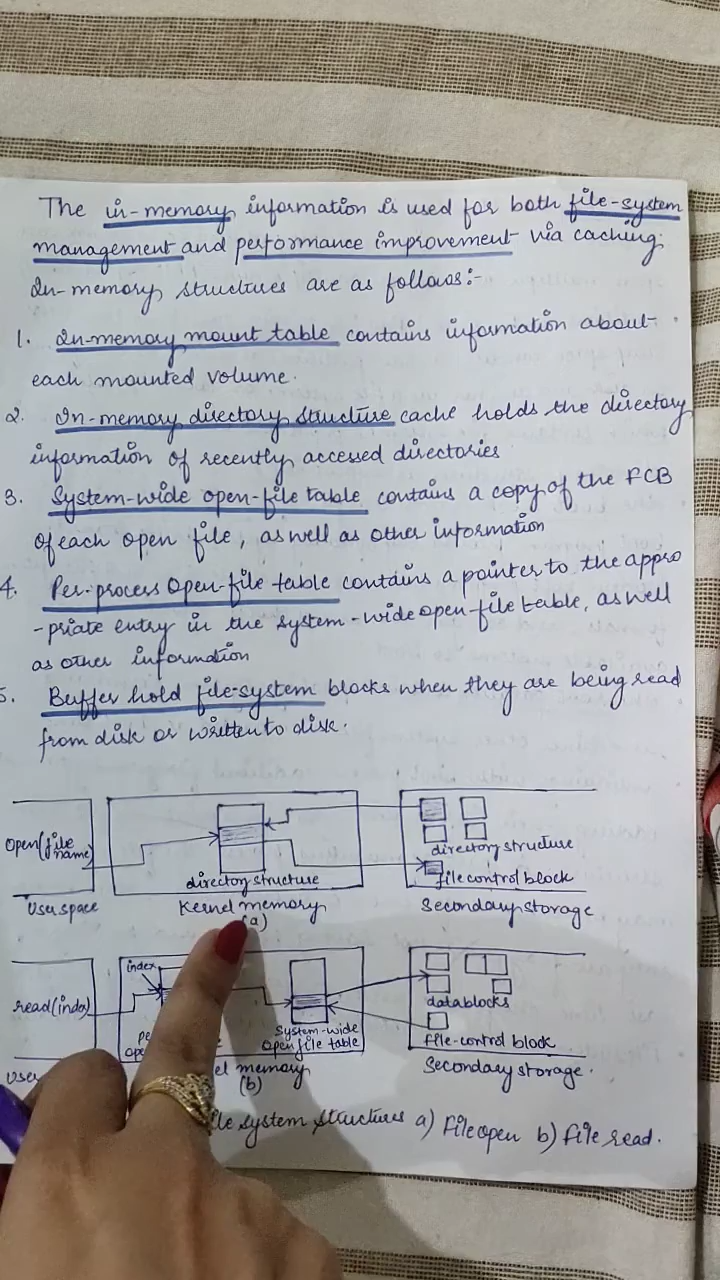 The in-memory information is used for both file-system
management and performance improvement via caching.
In-memory structures are as follows:-
1. In-memory mount table contains information about
each mounted volume.
2. In-memory directory structure cache holds the directory
information of recently accessed directories
3. System-wide open-file table contains a copy of the FCB
of each open file, as well as other information
4. Per-process open-file table contains a pointer to the appro
-priate entry in the system-wide open-file table, as well
as other information
5. Buffer hold file-system blocks when they are being read
from disk or written to disk.
open(file
name)
directory structure
directory structure
file control block
User space
Kernel memory
Secondary storage
(a)
index
read(index)
data blocks
System-wide
open file table
file-control block
memory
Secondary storage.
(b)
system structures a) File open b) File read.